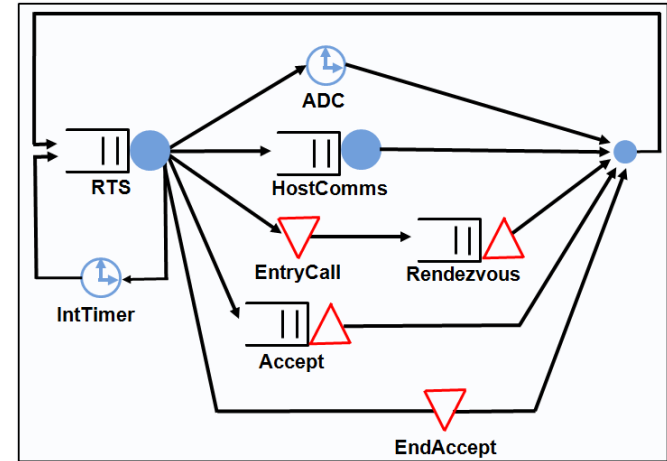 ADC
RTS
HostComms
EntryCall
Rendezvous
IntTimer
Accept
EndAccept